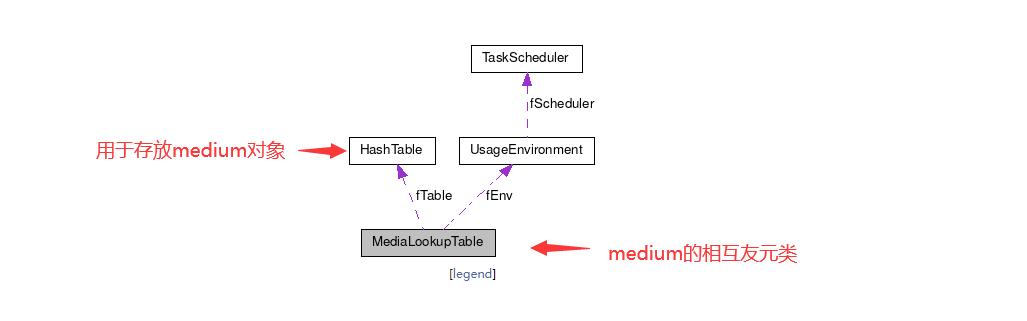 TaskScheduler
fScheduler
用于存放medium对象
HashTable
UsageEnvironment
fTable
fEnv
MediaLookupTable
medium的相互友元类
[legend]